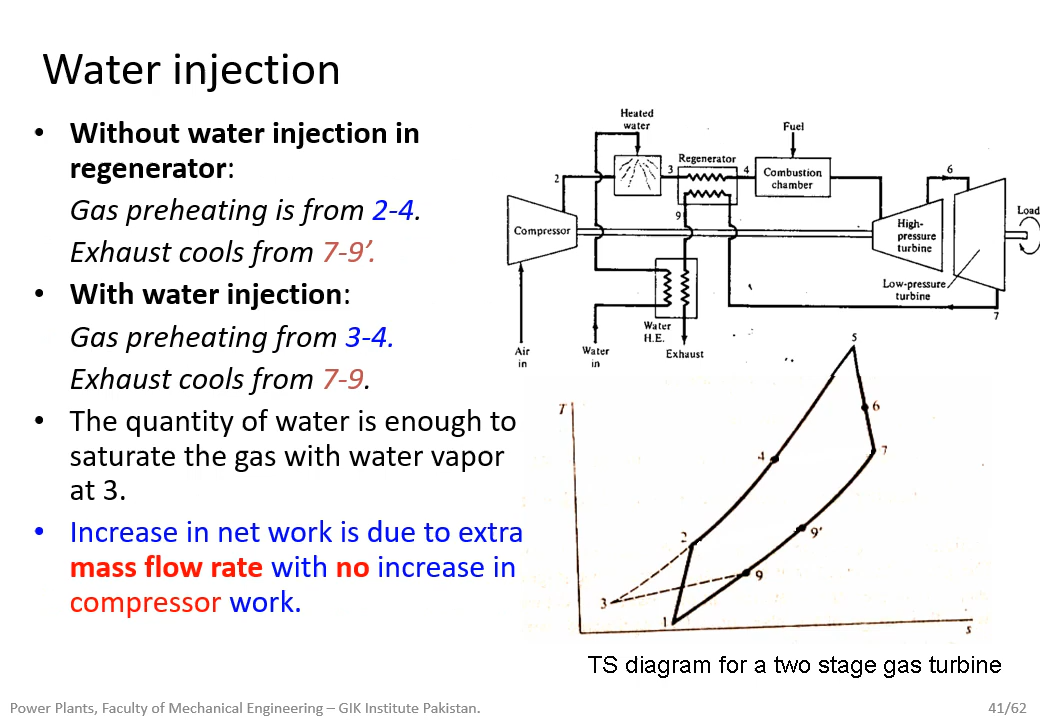 Water injection
• Without water injection in
regenerator:
Gas preheating is from 2-4.
Exhaust cools from 7-9’.
• With water injection:
Gas preheating from 3-4.
Exhaust cools from 7-9.
• The quantity of water is enough to
saturate the gas with water vapor
at 3.
• Increase in net work is due to extra
mass flow rate with no increase in
compressor work.
Heated
water
Fuel
Regenerator
2
3
4
6
Combustion
chamber
9
Compressor
High-
pressure
turbine
Load
Low-pressure
turbine
7
Water
H.E.
Air
in
Water
in
Exhaust
5
T
6
4
7
2
9'
9
3
1
s
TS diagram for a two stage gas turbine
Power Plants, Faculty of Mechanical Engineering – GIK Institute Pakistan.
41/62